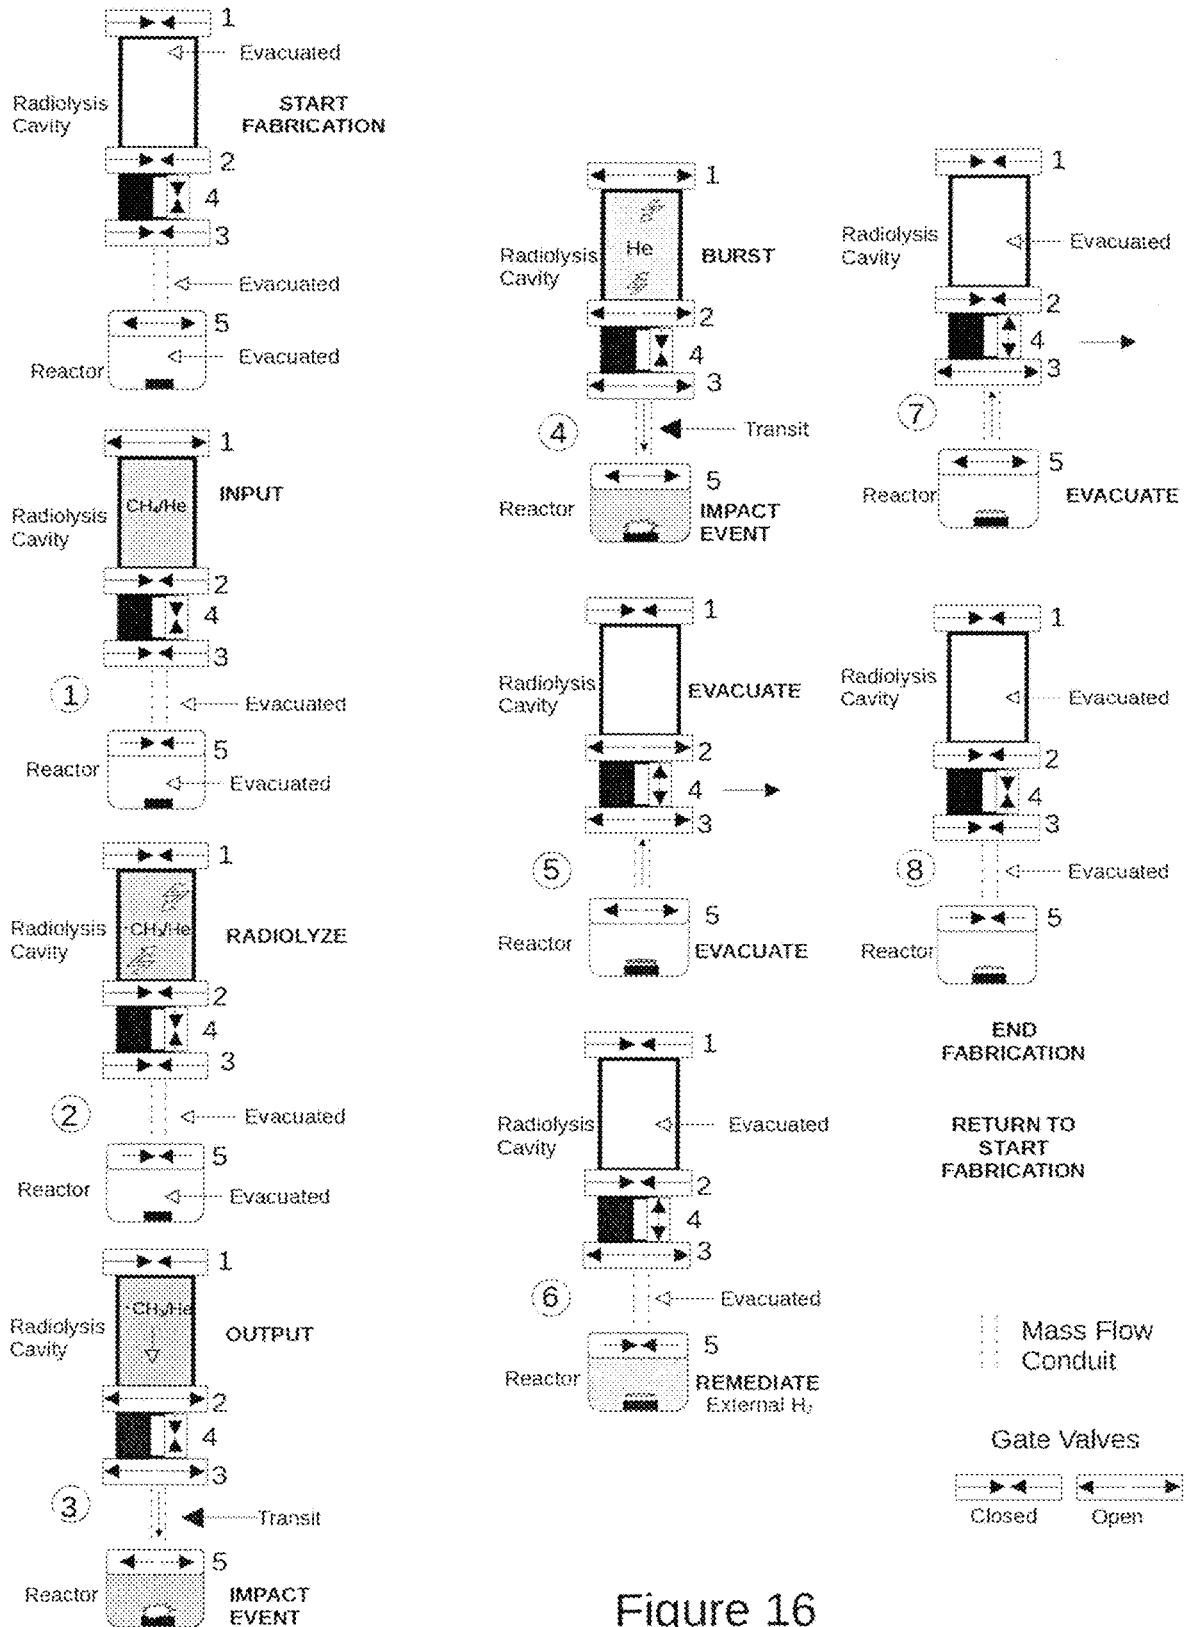 1
Evacuated
Radiolysis
Cavity
START
FABRICATION
2
4
3
Evacuated
5
Reactor
Evacuated
1
INPUT
CH₄/He
Radiolysis
Cavity
2
4
3
1
Evacuated
5
Reactor
Evacuated
1
Radiolysis
Cavity
CH₄/He
RADIOLYZE
2
4
3
2
Evacuated
5
Reactor
Evacuated
1
CH₄/He
Radiolysis
Cavity
OUTPUT
2
4
3
3
Transit
5
Reactor
IMPACT
EVENT
1
Radiolysis
Cavity
He
BURST
2
4
3
4
Transit
5
Reactor
IMPACT
EVENT
1
Radiolysis
Cavity
EVACUATE
2
4
3
5
5
Reactor
EVACUATE
1
Radiolysis
Cavity
Evacuated
2
4
3
6
Evacuated
5
Reactor
REMEDIATE
External H₂
1
Radiolysis
Cavity
Evacuated
2
4
3
7
5
Reactor
EVACUATE
1
Radiolysis
Cavity
Evacuated
2
4
3
8
Evacuated
5
Reactor
END
FABRICATION
RETURN TO
START
FABRICATION
Mass Flow
Conduit
Gate Valves
Closed
Open
Figure 16